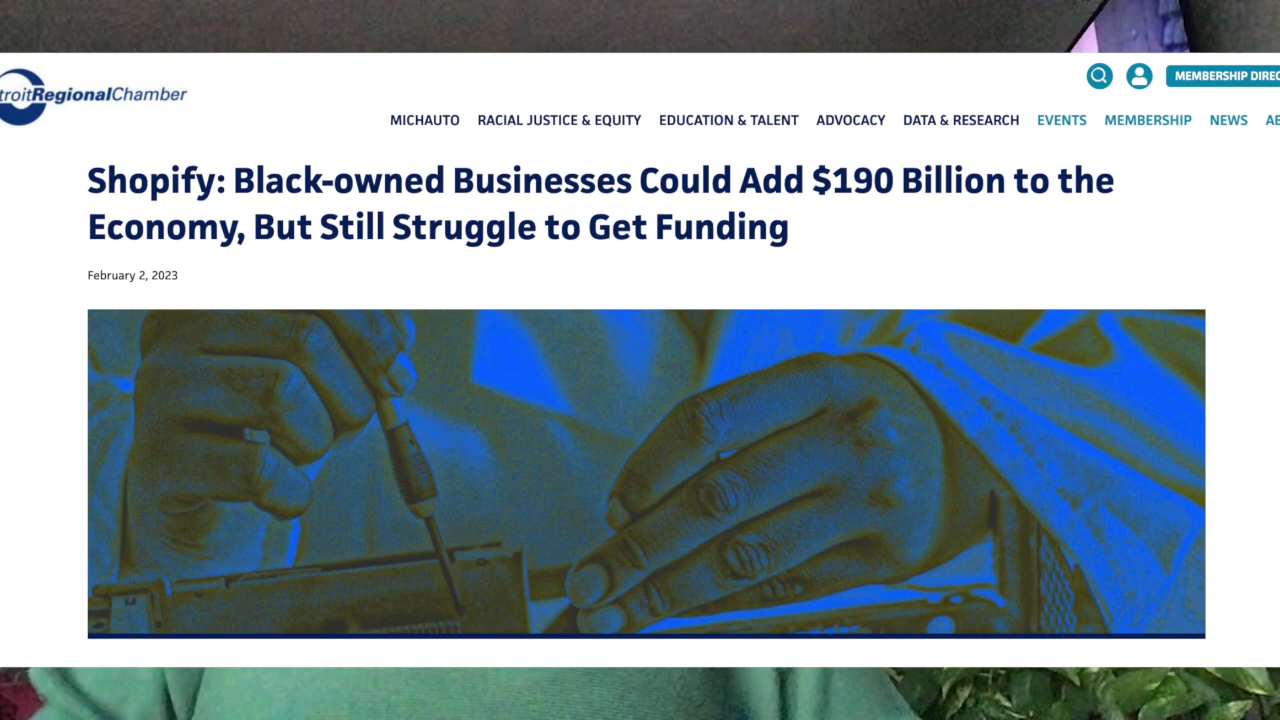 troitRegionalChamber
MEMBERSHIP DIREC
MICHAUTO RACIAL JUSTICE & EQUITY EDUCATION & TALENT ADVOCACY DATA & RESEARCH EVENTS MEMBERSHIP NEWS AB
Shopify: Black-owned Businesses Could Add $190 Billion to the
Economy, But Still Struggle to Get Funding
February 2, 2023